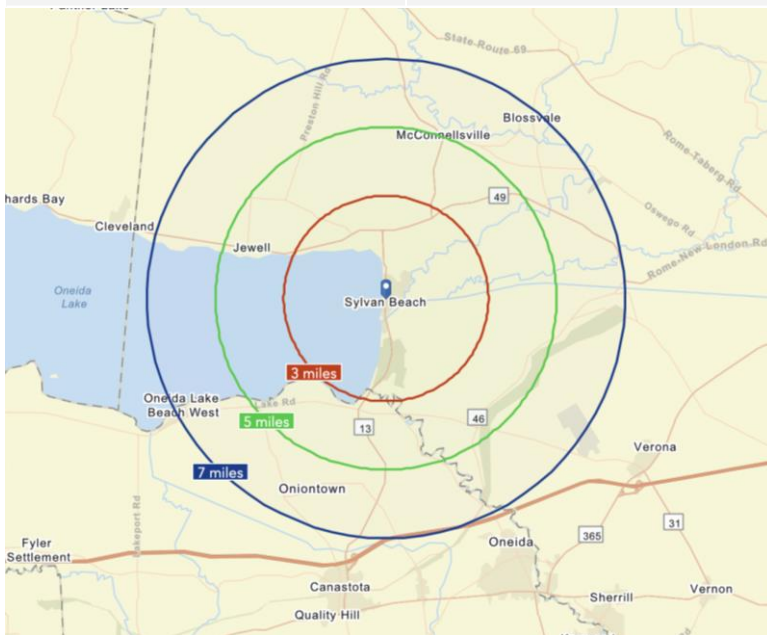 State Route 69
Preston Hill Rd
Blossvale
McConnellsville
Rome-Taberg Rd
49
hards Bay
Oswego Rd
Cleveland
Jewell
Rome-New London Rd
Oneida
Lake
Sylvan Beach
3 miles
Oneida Lake
Beach West
Lake Rd
5 miles
13
46
Verona
7 miles
Oniontown
31
365
Fyler
Settlement
Oneida
Canastota
Sherrill
Vernon
Quality Hill